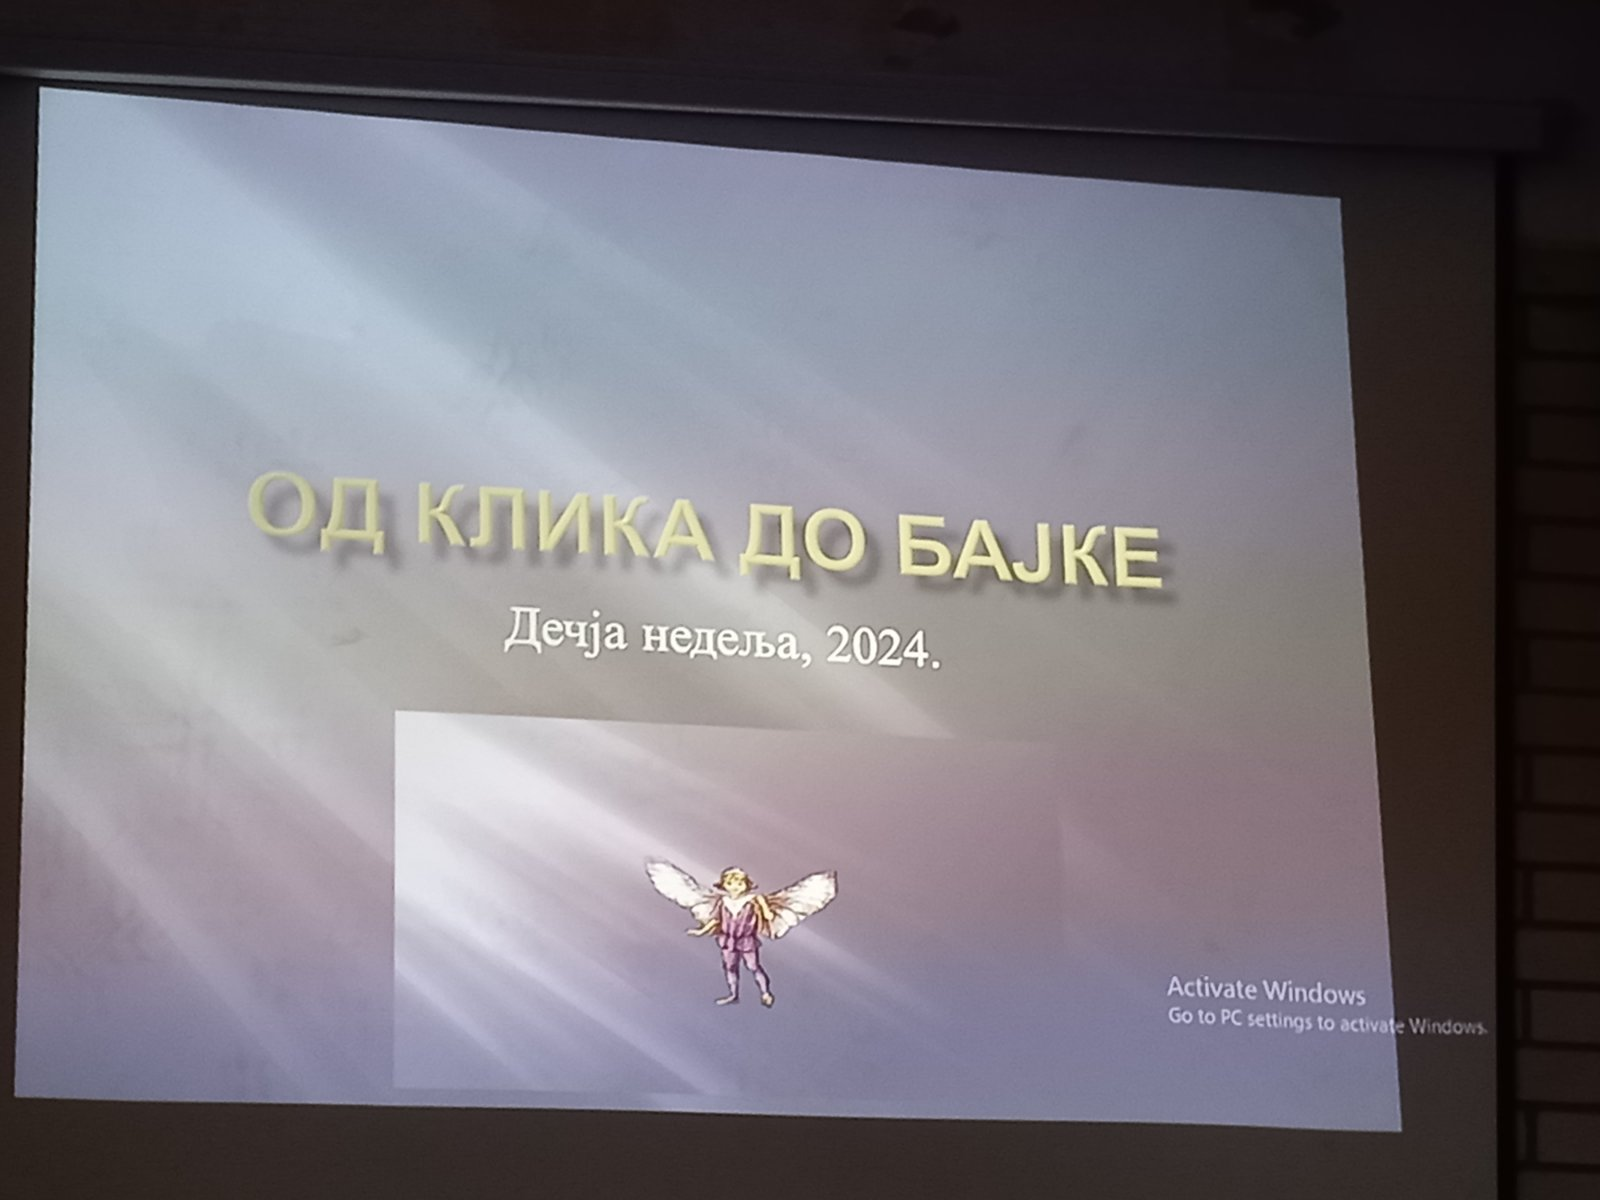 ОД КЛИКА ДО БАЈКЕ
Дечја недеља, 2024.
Activate Windows
Go to PC settings to activate Windows.